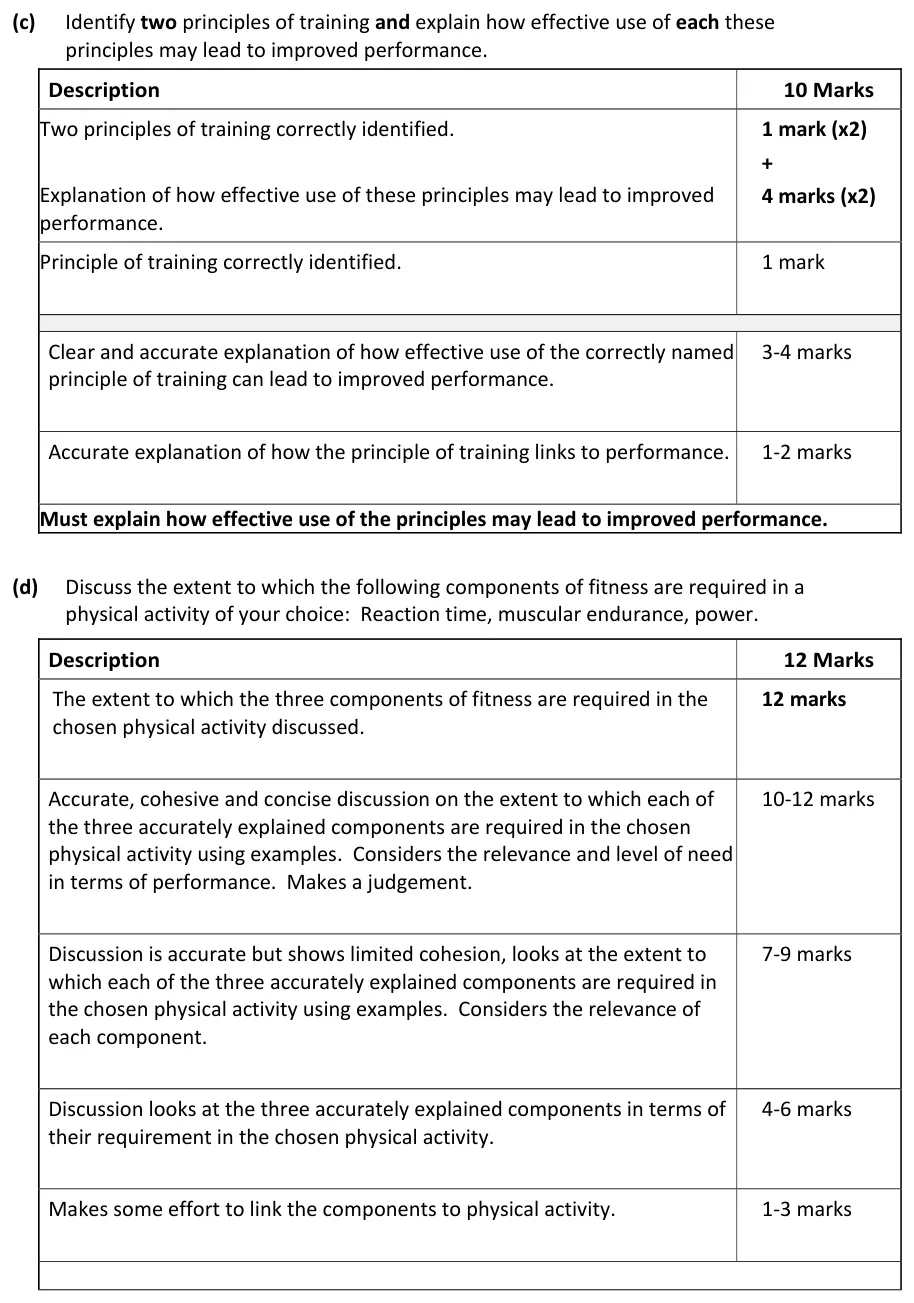 (c) Identify two principles of training and explain how effective use of each these
principles may lead to improved performance.
Description 10 Marks
Two principles of training correctly identified. 1 mark (x2)
+
Explanation of how effective use of these principles may lead to improved 4 marks (x2)
performance.
Principle of training correctly identified. 1 mark
Clear and accurate explanation of how effective use of the correctly named 3-4 marks
principle of training can lead to improved performance.
Accurate explanation of how the principle of training links to performance. 1-2 marks
Must explain how effective use of the principles may lead to improved performance.
(d) Discuss the extent to which the following components of fitness are required in a
physical activity of your choice: Reaction time, muscular endurance, power.
Description 12 Marks
The extent to which the three components of fitness are required in the 12 marks
chosen physical activity discussed.
Accurate, cohesive and concise discussion on the extent to which each of 10-12 marks
the three accurately explained components are required in the chosen
physical activity using examples. Considers the relevance and level of need
in terms of performance. Makes a judgement.
Discussion is accurate but shows limited cohesion, looks at the extent to 7-9 marks
which each of the three accurately explained components are required in
the chosen physical activity using examples. Considers the relevance of
each component.
Discussion looks at the three accurately explained components in terms of 4-6 marks
their requirement in the chosen physical activity.
Makes some effort to link the components to physical activity. 1-3 marks